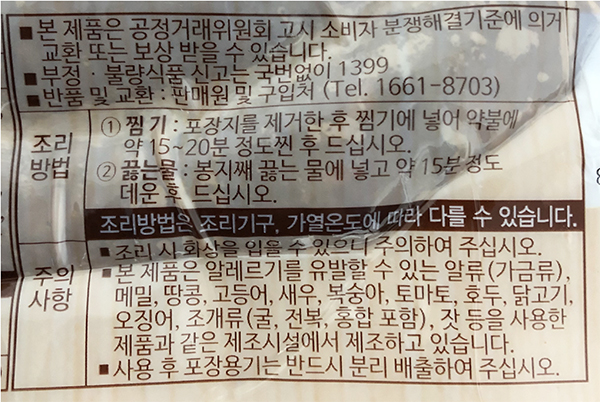 ■ 본 제품은 공정거래위원회 고시 소비자 분쟁해결기준에 의거
교환 또는 보상 받을 수 있습니다.
■ 부정 · 불량식품 신고는 국번없이 1399
■ 반품 및 교환 : 판매원 및 구입처 (Tel. 1661-8703)
조리
방법
① 찜기 : 포장지를 제거한 후 찜기에 넣어 약불에
약 15~20분 정도찐 후 드십시오.
② 끓는물 : 봉지째 끓는 물에 넣고 약 15분 정도
데운 후 드십시오.
조리방법은 조리기구, 가열온도에 따라 다를 수 있습니다.
주의
사항
■ 조리 시 화상을 입을 수 있으니 주의하여 주십시오.
■ 본 제품은 알레르기를 유발할 수 있는 알류(가금류),
메밀, 땅콩, 고등어, 새우, 복숭아, 토마토, 호두, 닭고기,
오징어, 조개류(굴, 전복, 홍합 포함), 잣 등을 사용한
제품과 같은 제조시설에서 제조하고 있습니다.
■ 사용 후 포장용기는 반드시 분리 배출하여 주십시오.